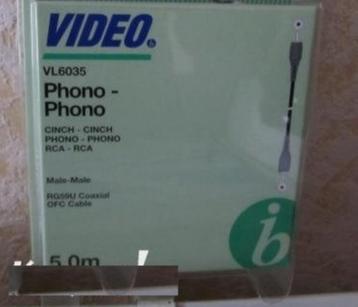 VIDEO.
VL6035
Phono -
Phono
CINCH - CINCH
PHONO - PHONO
RCA - RCA
Male-Male
RG59U Coaxial
OFC Cable
b
5.0m